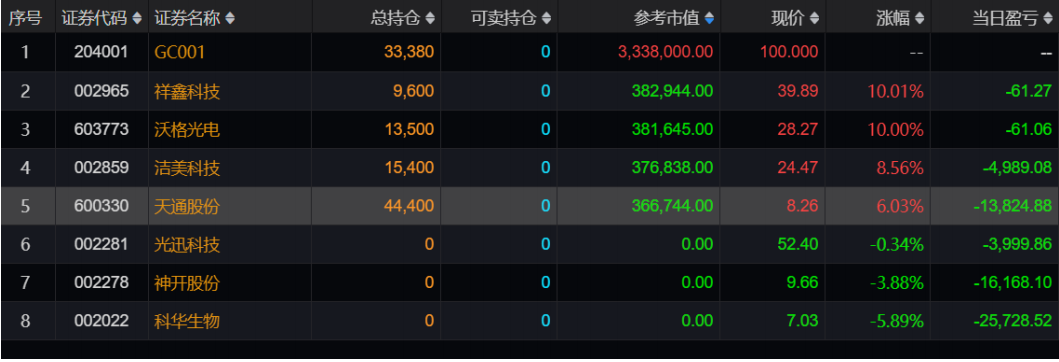 序号 证券代码 证券名称 总持仓 可卖持仓 参考市值 现价 涨幅 当日盈亏
1 204001 GC001 33,380 0 3,338,000.00 100.000 -- --
2 002965 祥鑫科技 9,600 0 382,944.00 39.89 10.01% -61.27
3 603773 沃格光电 13,500 0 381,645.00 28.27 10.00% -61.06
4 002859 洁美科技 15,400 0 376,838.00 24.47 8.56% -4,989.08
5 600330 天通股份 44,400 0 366,744.00 8.26 6.03% -13,824.88
6 002281 光迅科技 0 0 0.00 52.40 -0.34% -3,999.86
7 002278 神开股份 0 0 0.00 9.66 -3.88% -16,168.10
8 002022 科华生物 0 0 0.00 7.03 -5.89% -25,728.52